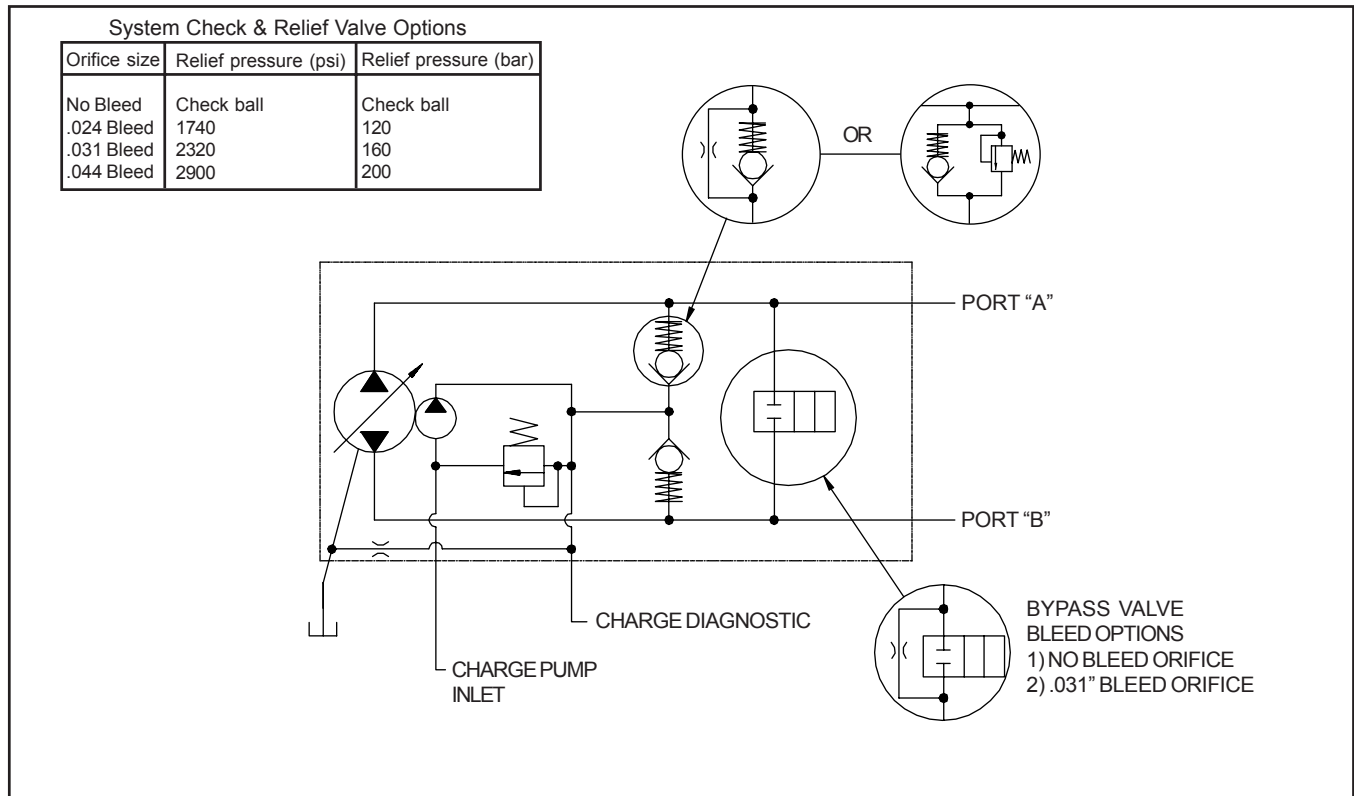 System Check & Relief Valve Options
Orifice size Relief pressure (psi) Relief pressure (bar)
No Bleed Check ball Check ball
.024 Bleed 1740 120
.031 Bleed 2320 160
.044 Bleed 2900 200
OR
PORT “A”
PORT “B”
CHARGE DIAGNOSTIC
CHARGE PUMP
INLET
BYPASS VALVE
BLEED OPTIONS
1) NO BLEED ORIFICE
2) .031” BLEED ORIFICE